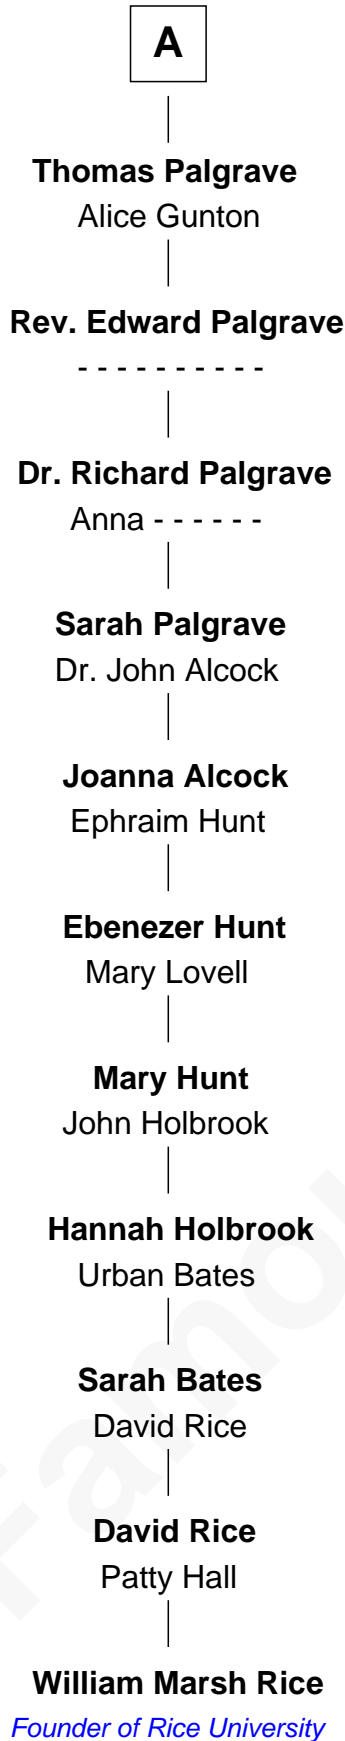 A
Thomas Palgrave
Alice Gunton
Rev. Edward Palgrave
- - - - - - - - - -
Dr. Richard Palgrave
Anna - - - - - -
Sarah Palgrave
Dr. John Alcock
Joanna Alcock
Ephraim Hunt
Ebenezer Hunt
Mary Lovell
Mary Hunt
John Holbrook
Hannah Holbrook
Urban Bates
Sarah Bates
David Rice
David Rice
Patty Hall
William Marsh Rice
Founder of Rice University